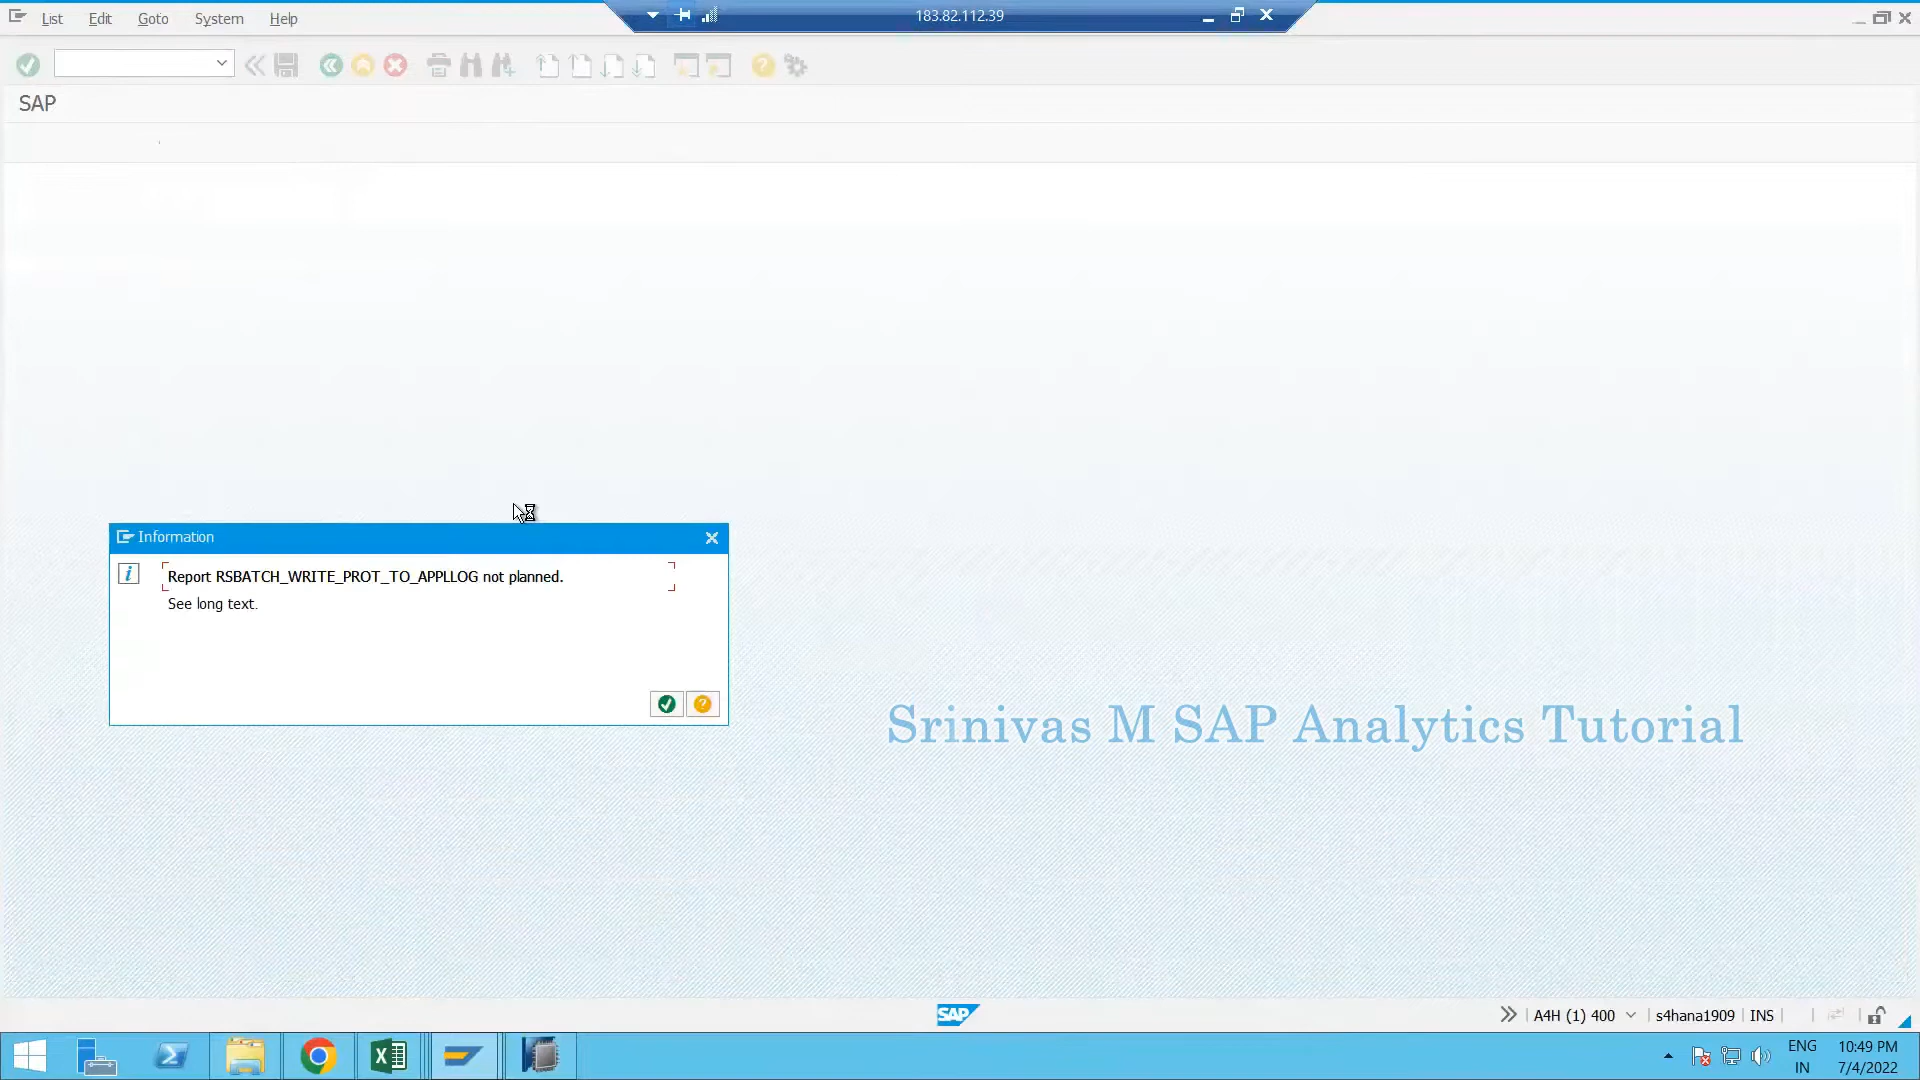 183.82.112.39
List Edit Goto System Help
SAP
Information
Report RSBATCH_WRITE_PROT_TO_APPLLOG not planned.
See long text.
Srinivas M SAP Analytics Tutorial
SAP
A4H (1) 400 s4hana1909 INS
ENG 10:49 PM
IN 7/4/2022